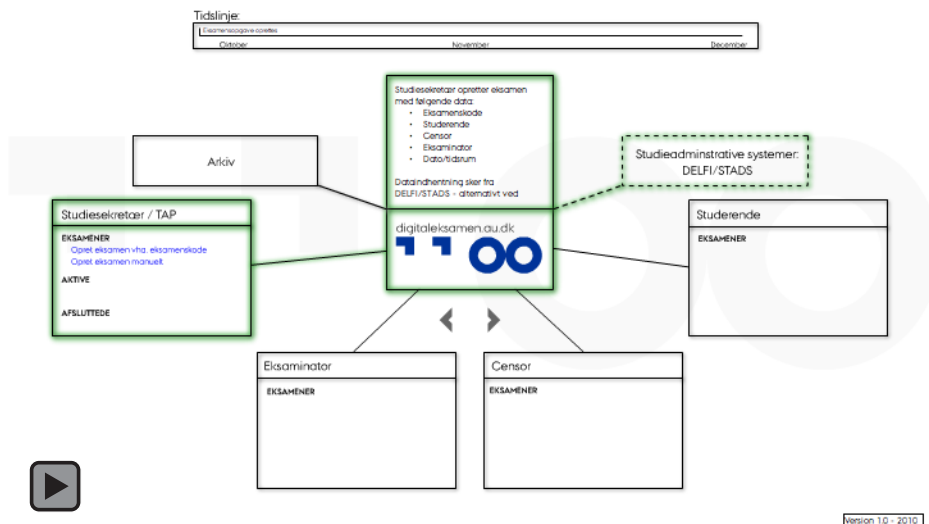 Tidslinje:
Eksamensopgave oprettes
Oktober November December
Studiesekretær opretter eksamen
med følgende data:
• Eksamenskode
• Studerende
• Censor
• Eksaminator
• Dato/tidsrum
Dataindhentning sker fra
DELFI/STADS - alternativt ved
Arkiv
Studieadminstrative systemer:
DELFI/STADS
Studiesekretær / TAP
EKSAMENER
Opret eksamen vha. eksamenskode
Opret eksamen manuelt
AKTIVE
AFSLUTTEDE
digitaleksamen.au.dk
Studerende
EKSAMENER
Eksaminator
EKSAMENER
Censor
EKSAMENER
Version 1.0 - 2010